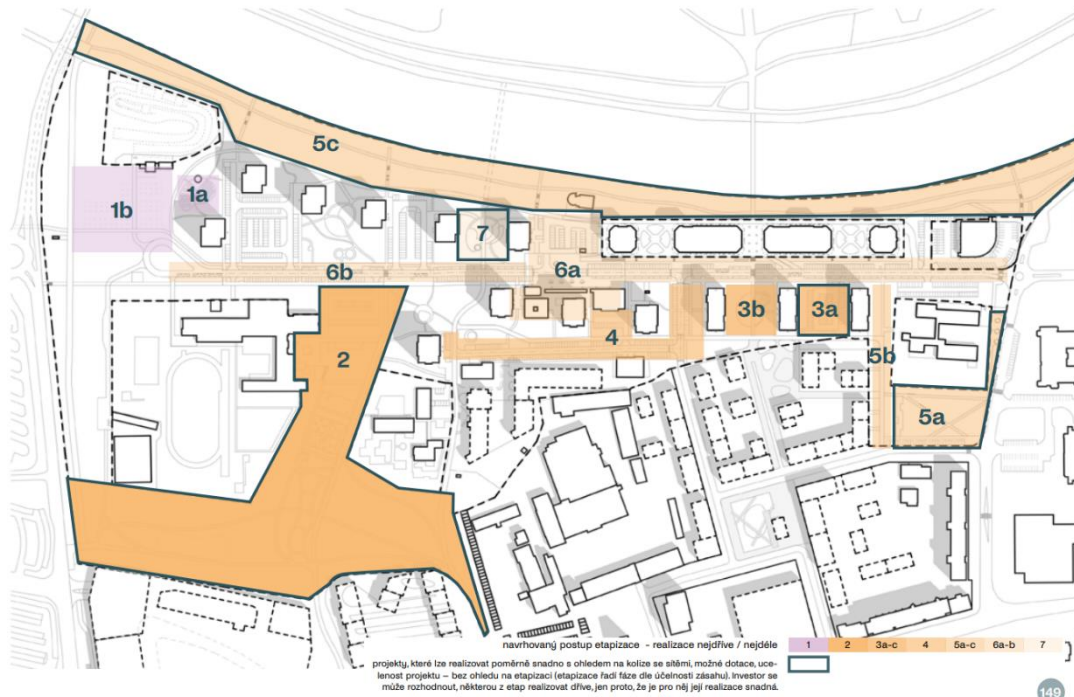 5c
1a
1b
7
6b
6a
3b
3a
2
4
5b
5a
navrhovaný postup etapizace - realizace nejdříve / nejdéle
1 2 3a-c 4 5a-c 6a-b 7
projekty, které lze realizovat poměrně snadno s ohledem na kolize se sítěmi, možné dotace, uce-
lenost projektu – bez ohledu na etapizaci (etapizace řadí fáze dle účelnosti zásahu). Investor se
může rozhodnout, některou z etap realizovat dříve, jen proto, že je pro něj její realizace snadná.
149